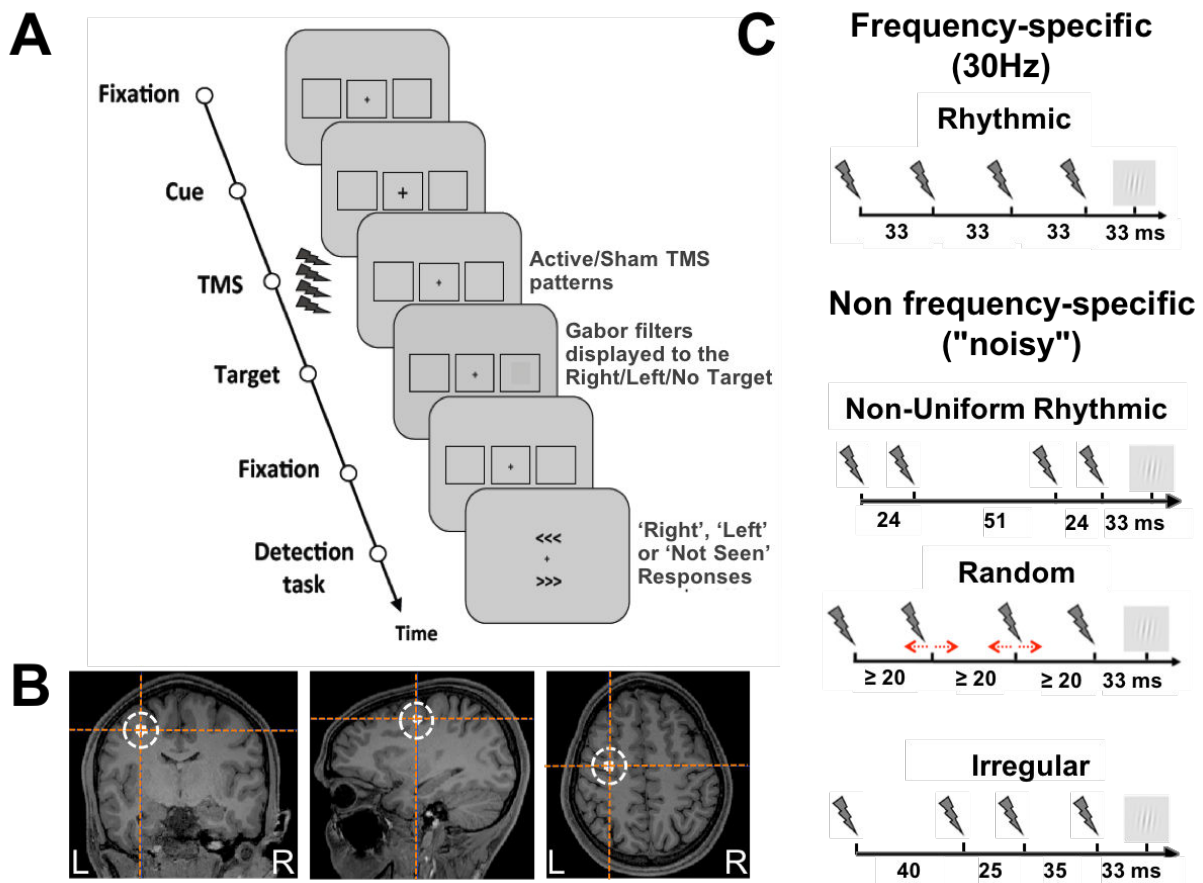 A
Fixation
Cue
TMS
Target
Fixation
Detection
task
Time
Active/Sham TMS
patterns
Gabor filters
displayed to the
Right/Left/No Target
<<<
+
>>>
‘Right’, ‘Left’
or ‘Not Seen’
Responses
B
L R
L R
C
Frequency-specific
(30Hz)
Rhythmic
33 33 33 33 ms
Non frequency-specific
("noisy")
Non-Uniform Rhythmic
24 51 24 33 ms
Random
≥ 20 ≥ 20 ≥ 20 33 ms
Irregular
40 25 35 33 ms